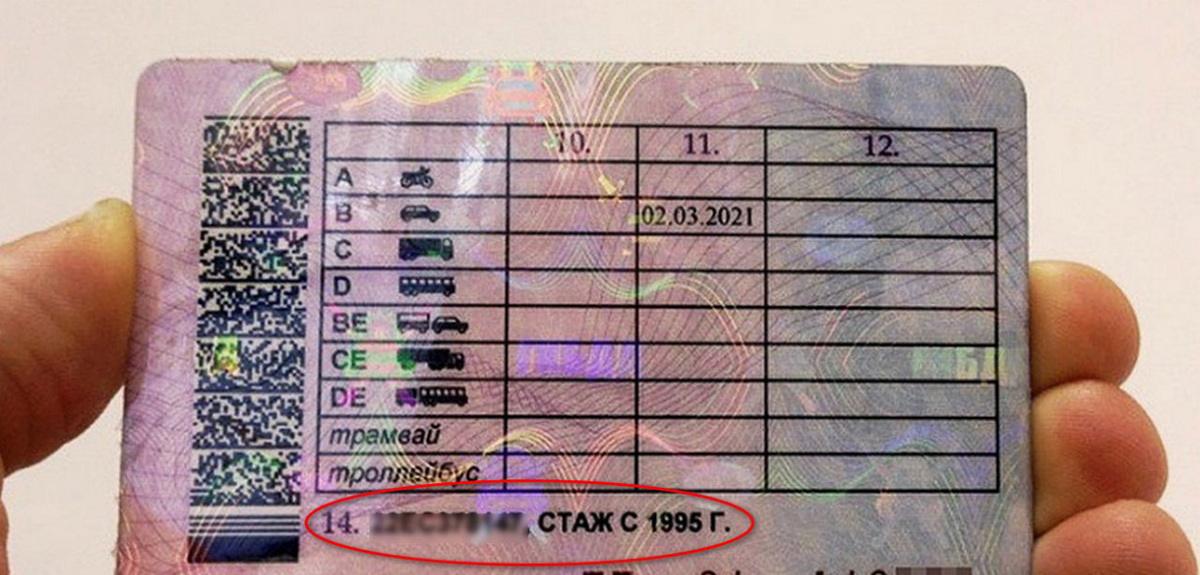 10. 11. 12.
A
B 02.03.2021
C
D
BE
CE
DE
трамвай
троллейбус
14. СТАЖ С 1995 Г.